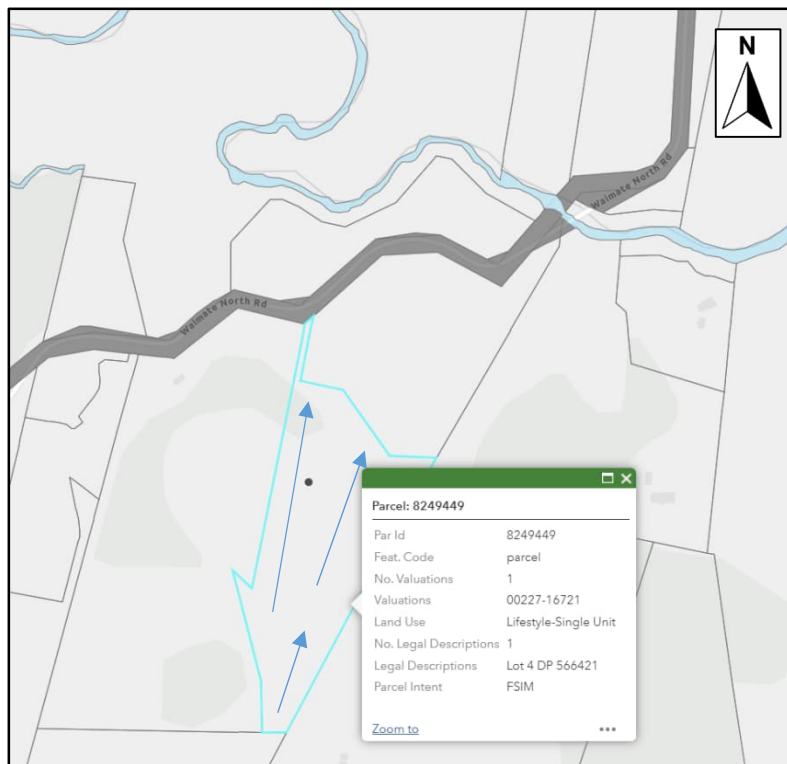 N
Waimate North Rd
Waimate North Rd
Parcel: 8249449
Par Id 8249449
Feat. Code parcel
No. Valuations 1
Valuations 00227-16721
Land Use Lifestyle-Single Unit
No. Legal Descriptions 1
Legal Descriptions Lot 4 DP 566421
Parcel Intent FSIM
Zoom to •••